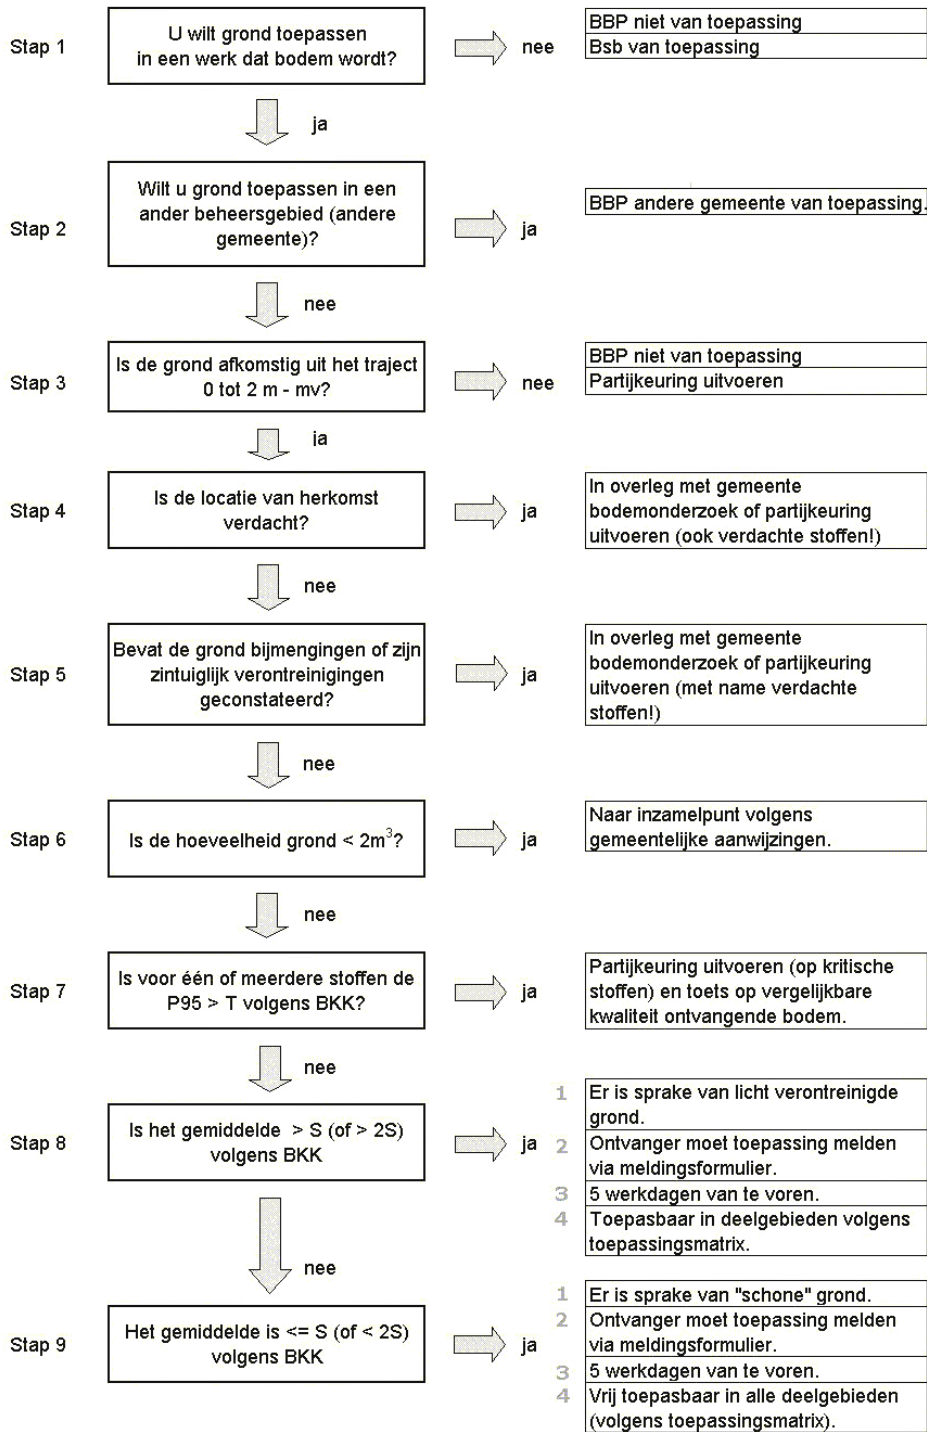 Stap 1
U wilt grond toepassen
in een werk dat bodem wordt?
nee
BBP niet van toepassing
Bsb van toepassing
ja
Stap 2
Wilt u grond toepassen in een
ander beheersgebied (andere
gemeente)?
ja
BBP andere gemeente van toepassing.
nee
Stap 3
Is de grond afkomstig uit het traject
0 tot 2 m - mv?
nee
BBP niet van toepassing
Partijkeuring uitvoeren
ja
Stap 4
Is de locatie van herkomst
verdacht?
ja
In overleg met gemeente
bodemonderzoek of partijkeuring
uitvoeren (ook verdachte stoffen!)
nee
Stap 5
Bevat de grond bijmengingen of zijn
zintuiglijk verontreinigingen
geconstateerd?
ja
In overleg met gemeente
bodemonderzoek of partijkeuring
uitvoeren (met name verdachte
stoffen!)
nee
Stap 6
Is de hoeveelheid grond < 2m³?
ja
Naar inzamelpunt volgens
gemeentelijke aanwijzingen.
nee
Stap 7
Is voor één of meerdere stoffen de
P95 > T volgens BKK?
ja
Partijkeuring uitvoeren (op kritische
stoffen) en toets op vergelijkbare
kwaliteit ontvangende bodem.
nee
Stap 8
Is het gemiddelde > S (of > 2S)
volgens BKK
ja
1 Er is sprake van licht verontreinigde
grond.
2 Ontvanger moet toepassing melden
via meldingsformulier.
3 5 werkdagen van te voren.
4 Toepasbaar in deelgebieden volgens
toepassingsmatrix.
nee
Stap 9
Het gemiddelde is <= S (of < 2S)
volgens BKK
ja
1 Er is sprake van "schone" grond.
2 Ontvanger moet toepassing melden
via meldingsformulier.
3 5 werkdagen van te voren.
4 Vrij toepasbaar in alle deelgebieden
(volgens toepassingsmatrix).